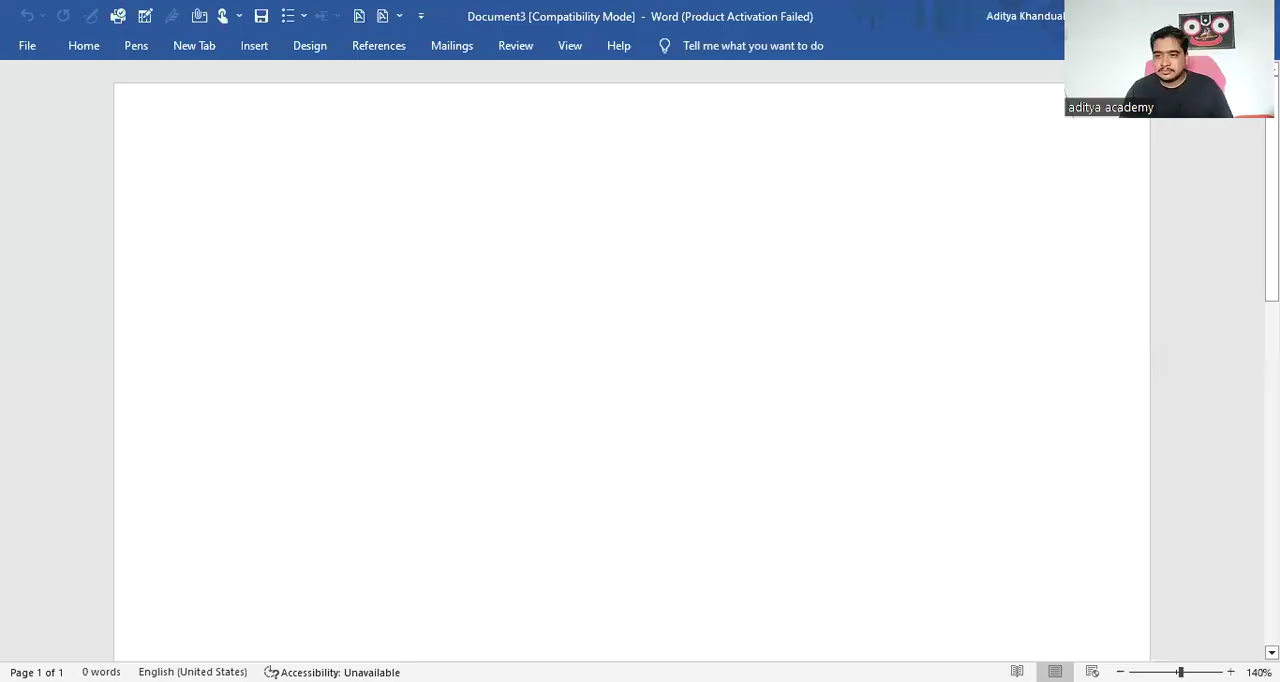 Document3 [Compatibility Mode] - Word (Product Activation Failed)
Aditya Khandual
File Home Pens New Tab Insert Design References Mailings Review View Help Tell me what you want to do
aditya academy
Page 1 of 1 0 words English (United States) Accessibility: Unavailable 140%